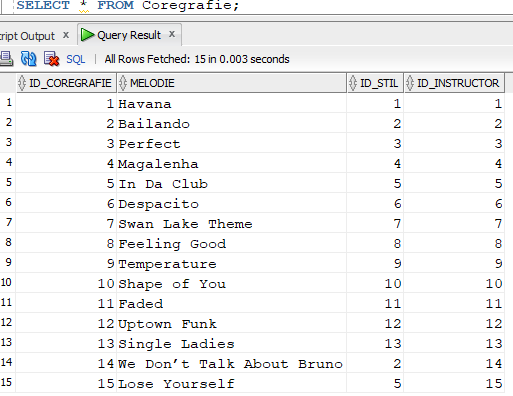 SELECT * FROM Coregrafie;
ript Output x Query Result x
SQL | All Rows Fetched: 15 in 0.003 seconds
ID_COREGRAFIE MELODIE ID_STIL ID_INSTRUCTOR
1 1 Havana 1 1
2 2 Bailando 2 2
3 3 Perfect 3 3
4 4 Magalenha 4 4
5 5 In Da Club 5 5
6 6 Despacito 6 6
7 7 Swan Lake Theme 7 7
8 8 Feeling Good 8 8
9 9 Temperature 9 9
10 10 Shape of You 10 10
11 11 Faded 11 11
12 12 Uptown Funk 12 12
13 13 Single Ladies 13 13
14 14 We Don’t Talk About Bruno 2 14
15 15 Lose Yourself 5 15